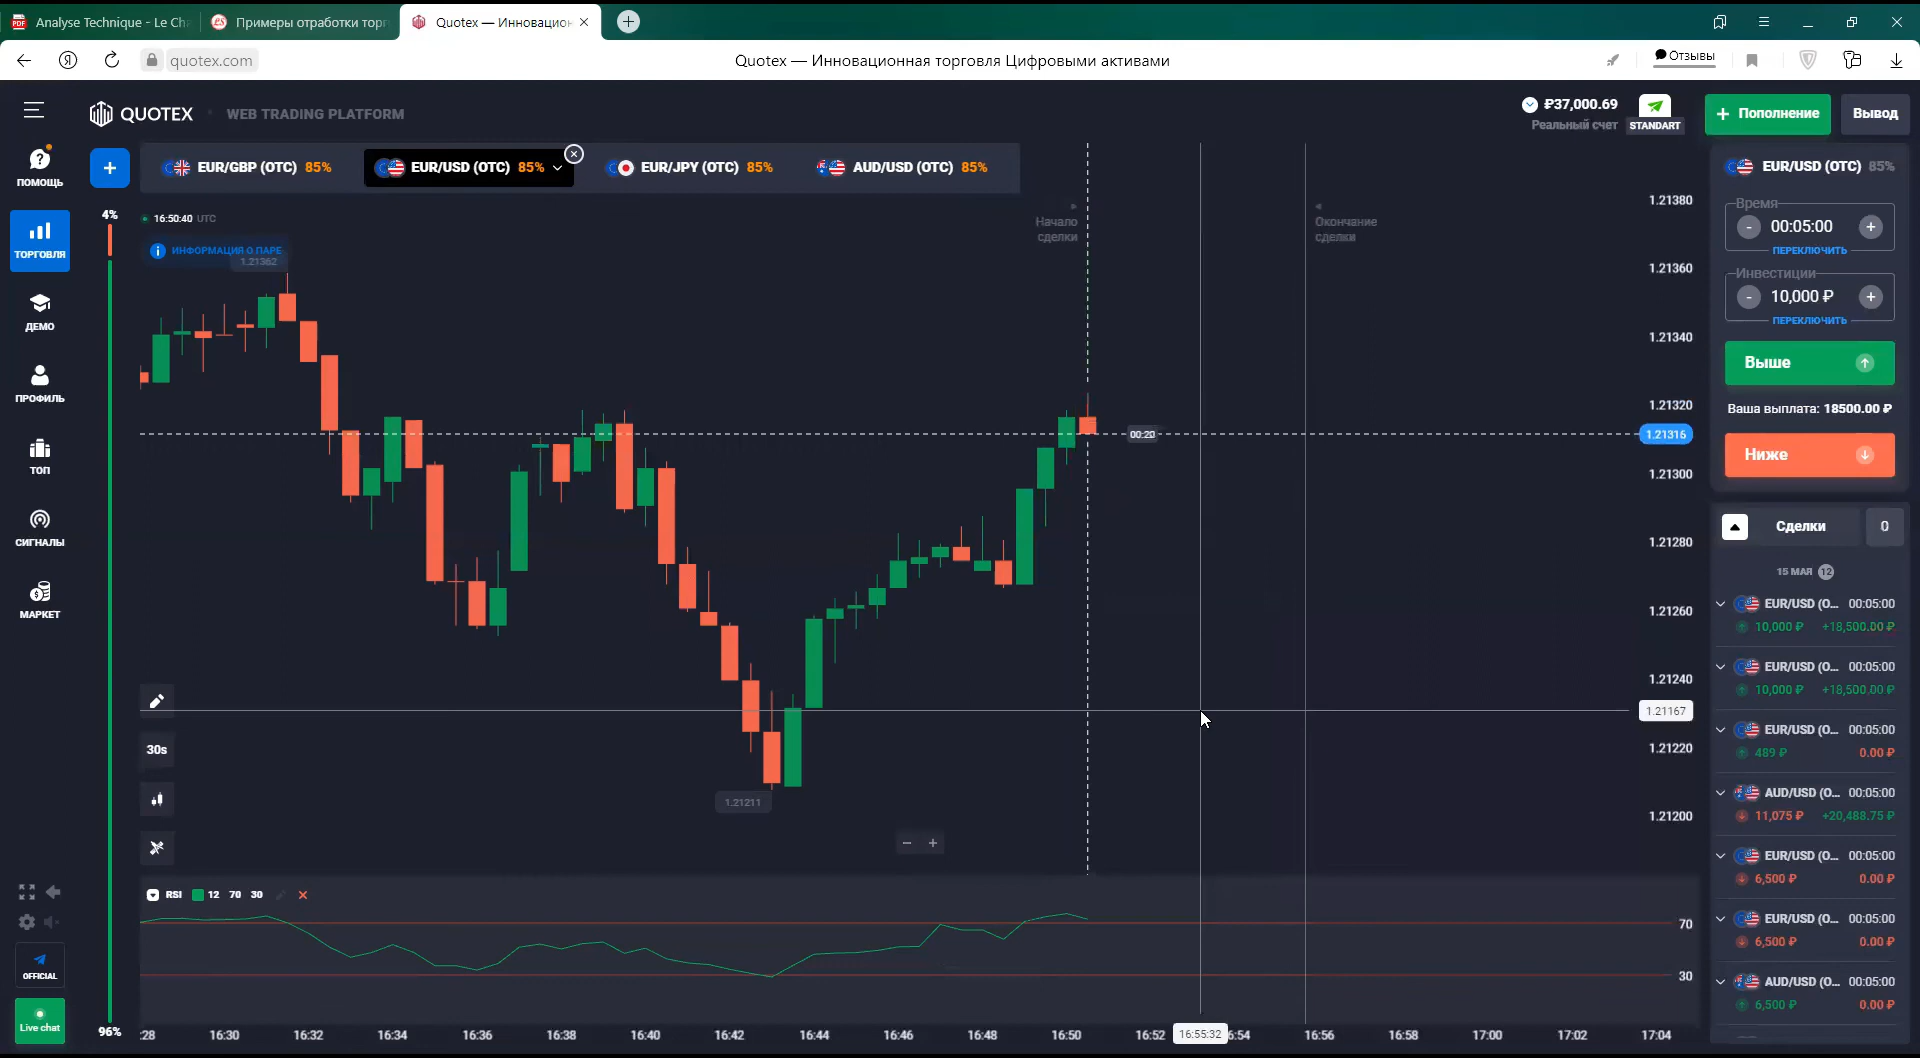 Analyse Technique - Le Cha
Примеры отработки торг
Quotex — Инновацион
quotex.com
Quotex — Инновационная торговля Цифровыми активами
Отзывы
QUOTEX
WEB TRADING PLATFORM
₽37,000.69
Реальный счет
STANDART
+ Пополнение
Вывод
ПОМОЩЬ
ТОРГОВЛЯ
ДЕМО
ПРОФИЛЬ
ТОП
СИГНАЛЫ
МАРКЕТ
OFFICIAL
Live chat
EUR/GBP (OTC) 85%
EUR/USD (OTC) 85%
EUR/JPY (OTC) 85%
AUD/USD (OTC) 85%
4%
96%
16:50:40 UTC
ИНФОРМАЦИЯ О ПАРЕ
1.21362
Начало
сделки
Окончание
сделки
00:20
1.21211
30s
1.21380
1.21360
1.21340
1.21320
1.21316
1.21300
1.21280
1.21260
1.21240
1.21167
1.21220
1.21200
RSI 12 70 30
70
30
:28 16:30 16:32 16:34 16:36 16:38 16:40 16:42 16:44 16:46 16:48 16:50 16:52 16:55:32 6:54 16:56 16:58 17:00 17:02 17:04
EUR/USD (OTC) 85%
Время
- 00:05:00 +
ПЕРЕКЛЮЧИТЬ
Инвестиции
- 10,000 ₽ +
ПЕРЕКЛЮЧИТЬ
Выше
Ваша выплата: 18500.00 ₽
Ниже
Сделки 0
15 МАЯ 12
EUR/USD (O... 00:05:00
10,000 ₽ +18,500.00 ₽
EUR/USD (O... 00:05:00
10,000 ₽ +18,500.00 ₽
EUR/USD (O... 00:05:00
489 ₽ 0.00 ₽
AUD/USD (O... 00:05:00
11,075 ₽ +20,488.75 ₽
EUR/USD (O... 00:05:00
6,500 ₽ 0.00 ₽
EUR/USD (O... 00:05:00
6,500 ₽ 0.00 ₽
AUD/USD (O... 00:05:00
6,500 ₽ 0.00 ₽